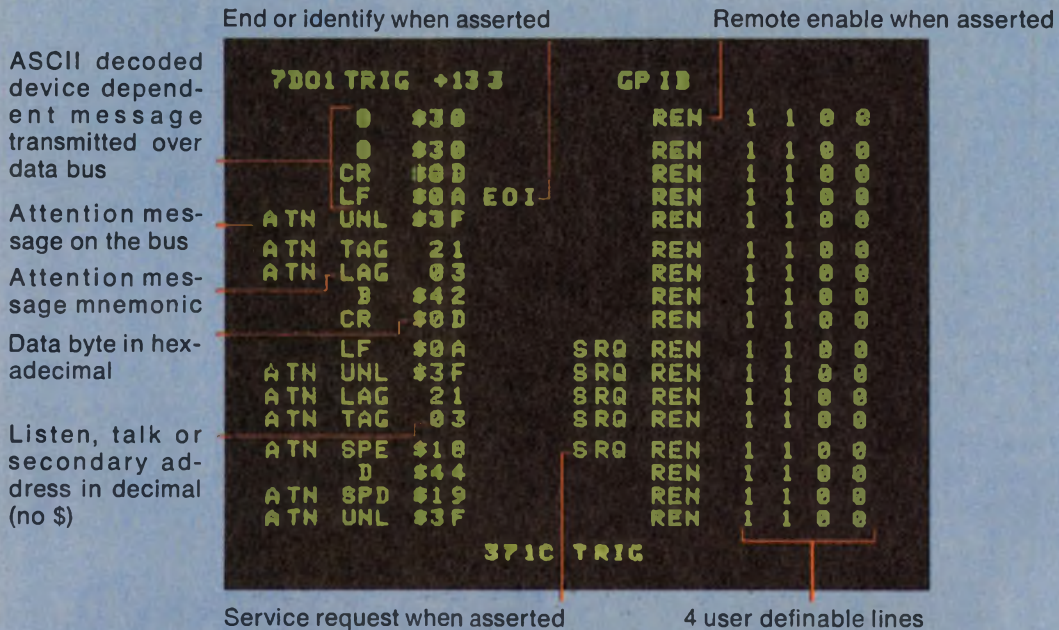 End or identify when asserted
Remote enable when asserted
ASCII decoded
device depend-
ent message
transmitted over
data bus
Attention mes-
sage on the bus
Attention mes-
sage mnemonic
Data byte in hex-
adecimal
Listen, talk or
secondary ad-
dress in decimal
(no $)
7D01 TRIG +133 GPIB
0 $30 REN 1 1 0 0
0 $30 REN 1 1 0 0
CR $0D REN 1 1 0 0
LF $0A EOI REN 1 1 0 0
ATN UNL $3F REN 1 1 0 0
ATN TAG 21 REN 1 1 0 0
ATN LAG 03 REN 1 1 0 0
B $42 REN 1 1 0 0
CR $0D REN 1 1 0 0
LF $0A SRQ REN 1 1 0 0
ATN UNL $3F SRQ REN 1 1 0 0
ATN LAG 21 SRQ REN 1 1 0 0
ATN TAG 03 SRQ REN 1 1 0 0
ATN SPE $18 SRQ REN 1 1 0 0
D $44 REN 1 1 0 0
ATN SPD $19 REN 1 1 0 0
ATN UNL $3F REN 1 1 0 0
371C TRIG
Service request when asserted
4 user definable lines